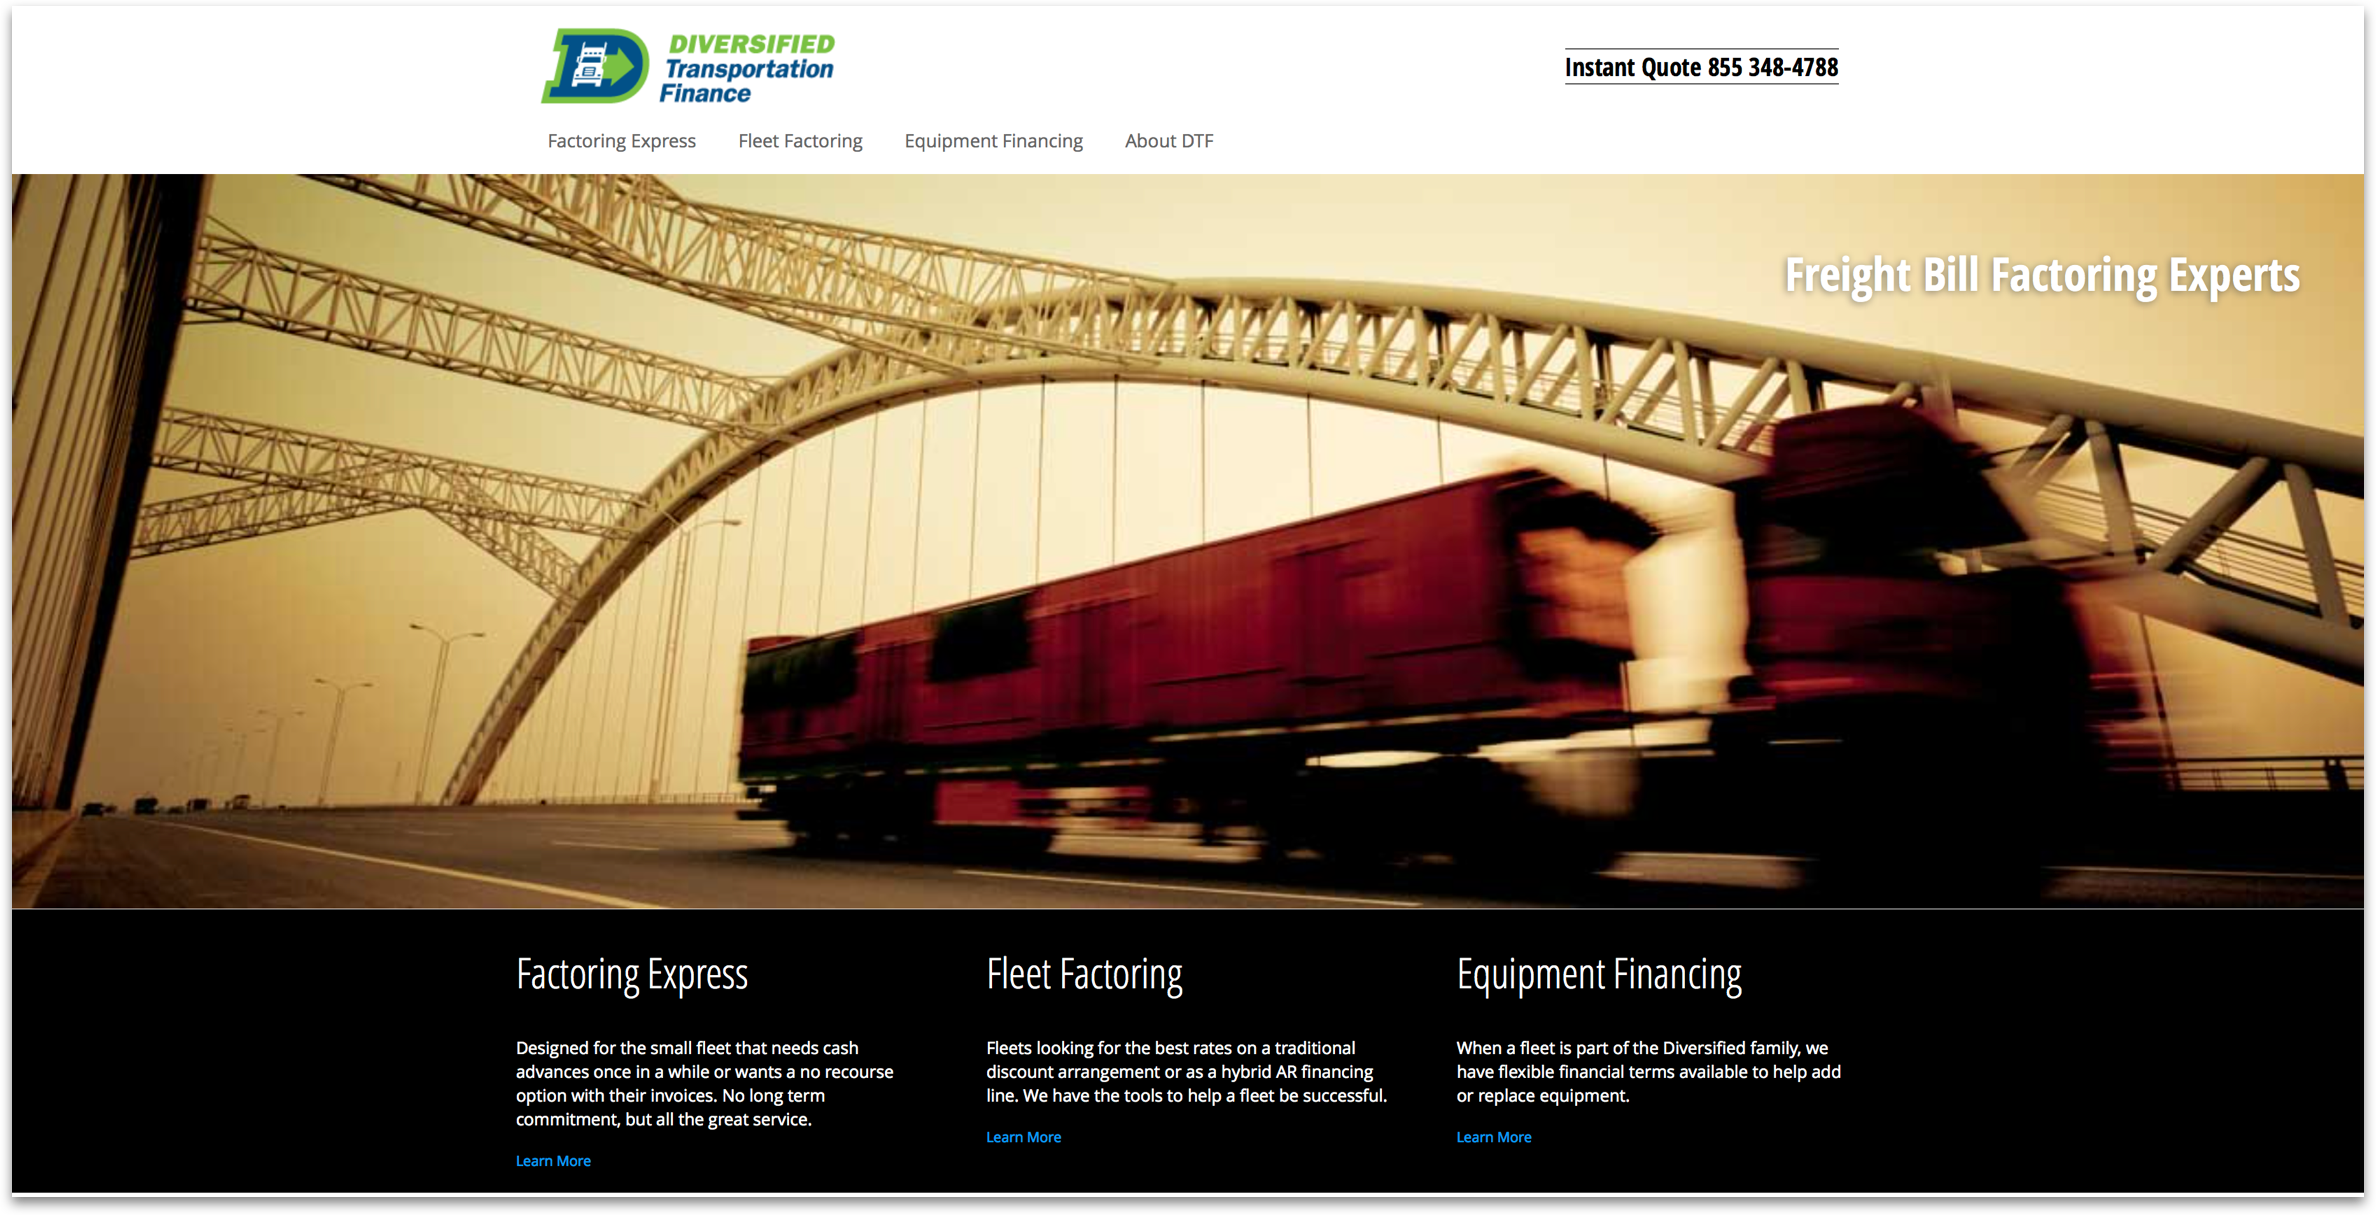 DIVERSIFIED
Transportation
Finance
Instant Quote 855 348-4788
Factoring Express
Fleet Factoring
Equipment Financing
About DTF
Freight Bill Factoring Experts
Factoring Express
Designed for the small fleet that needs cash
advances once in a while or wants a no recourse
option with their invoices. No long term
commitment, but all the great service.
Learn More
Fleet Factoring
Fleets looking for the best rates on a traditional
discount arrangement or as a hybrid AR financing
line. We have the tools to help a fleet be successful.
Learn More
Equipment Financing
When a fleet is part of the Diversified family, we
have flexible financial terms available to help add
or replace equipment.
Learn More